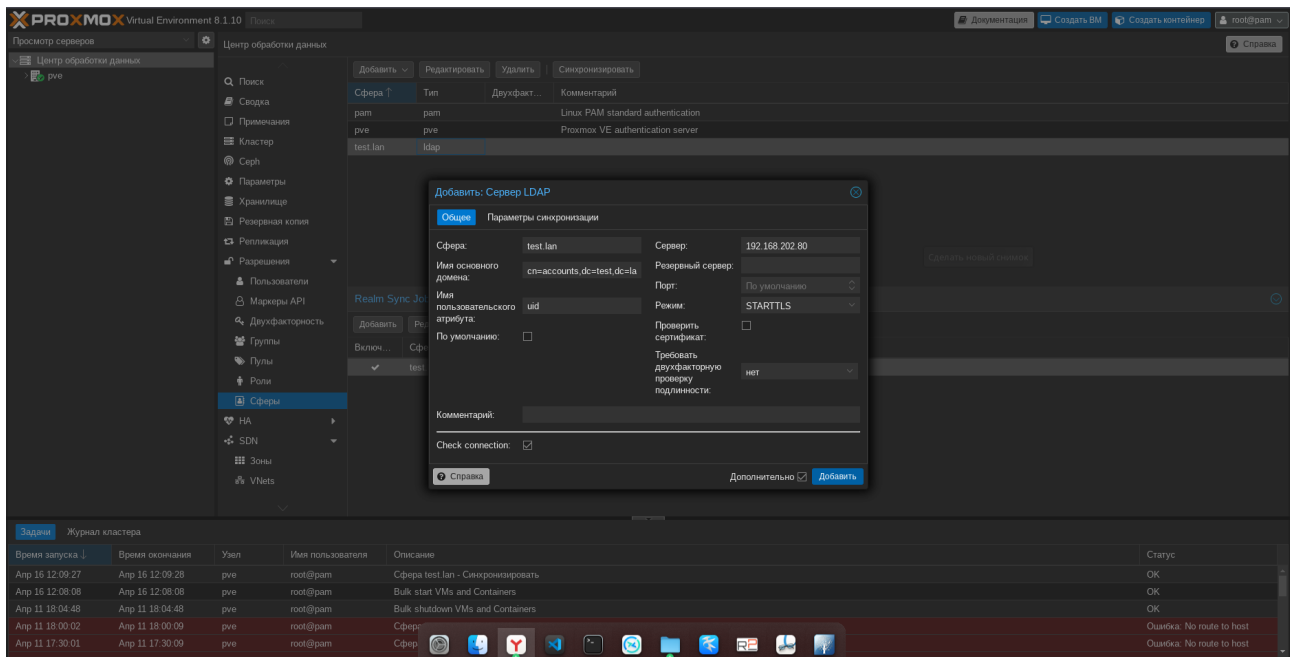 PROXMOX Virtual Environment 8.1.10 Поиск Документация Создать ВМ Создать контейнер root@pam
Просмотр серверов
Центр обработки данных
pve
Центр обработки данных Справка
Поиск
Сводка
Примечания
Кластер
Ceph
Параметры
Хранилище
Резервная копия
Репликация
Разрешения
Пользователи
Маркеры API
Двухфакторность
Группы
Пулы
Роли
Сферы
HA
SDN
Зоны
VNets
Добавить Редактировать Удалить Синхронизировать
Сфера ↑ Тип Двухфакт... Комментарий
pam pam Linux PAM standard authentication
pve pve Proxmox VE authentication server
test.lan ldap
Сделать новый снимок
Realm Sync Jo
Добавить Ред
Включ... Сфе
test.
Добавить: Сервер LDAP
Общее Параметры синхронизации
Сфера: test.lan
Имя основного домена: cn=accounts,dc=test,dc=la
Имя пользовательского атрибута: uid
По умолчанию:
Сервер: 192.168.202.80
Резервный сервер:
Порт: По умолчанию
Режим: STARTTLS
Проверить сертификат:
Требовать двухфакторную проверку подлинности: нет
Комментарий:
Check connection:
Справка Дополнительно Добавить
Задачи Журнал кластера
Время запуска ↓ Время окончания Узел Имя пользователя Описание Статус
Апр 16 12:09:27 Апр 16 12:09:28 pve root@pam Сфера test.lan - Синхронизировать OK
Апр 16 12:08:08 Апр 16 12:08:08 pve root@pam Bulk start VMs and Containers OK
Апр 11 18:04:48 Апр 11 18:04:48 pve root@pam Bulk shutdown VMs and Containers OK
Апр 11 18:00:02 Апр 11 18:00:09 pve root@pam Сфера Ошибка: No route to host
Апр 11 17:30:01 Апр 11 17:30:09 pve root@pam Сфер Ошибка: No route to host